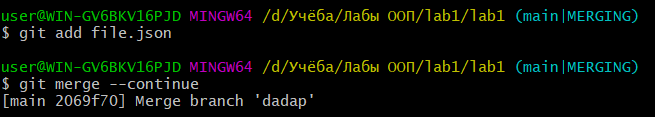 user@WIN-GV6BKV16PJD MINGW64 /d/Учёба/Лабы ООП/lab1/lab1 (main|MERGING)
$ git add file.json
user@WIN-GV6BKV16PJD MINGW64 /d/Учёба/Лабы ООП/lab1/lab1 (main|MERGING)
$ git merge --continue
[main 2069f70] Merge branch 'dadap'